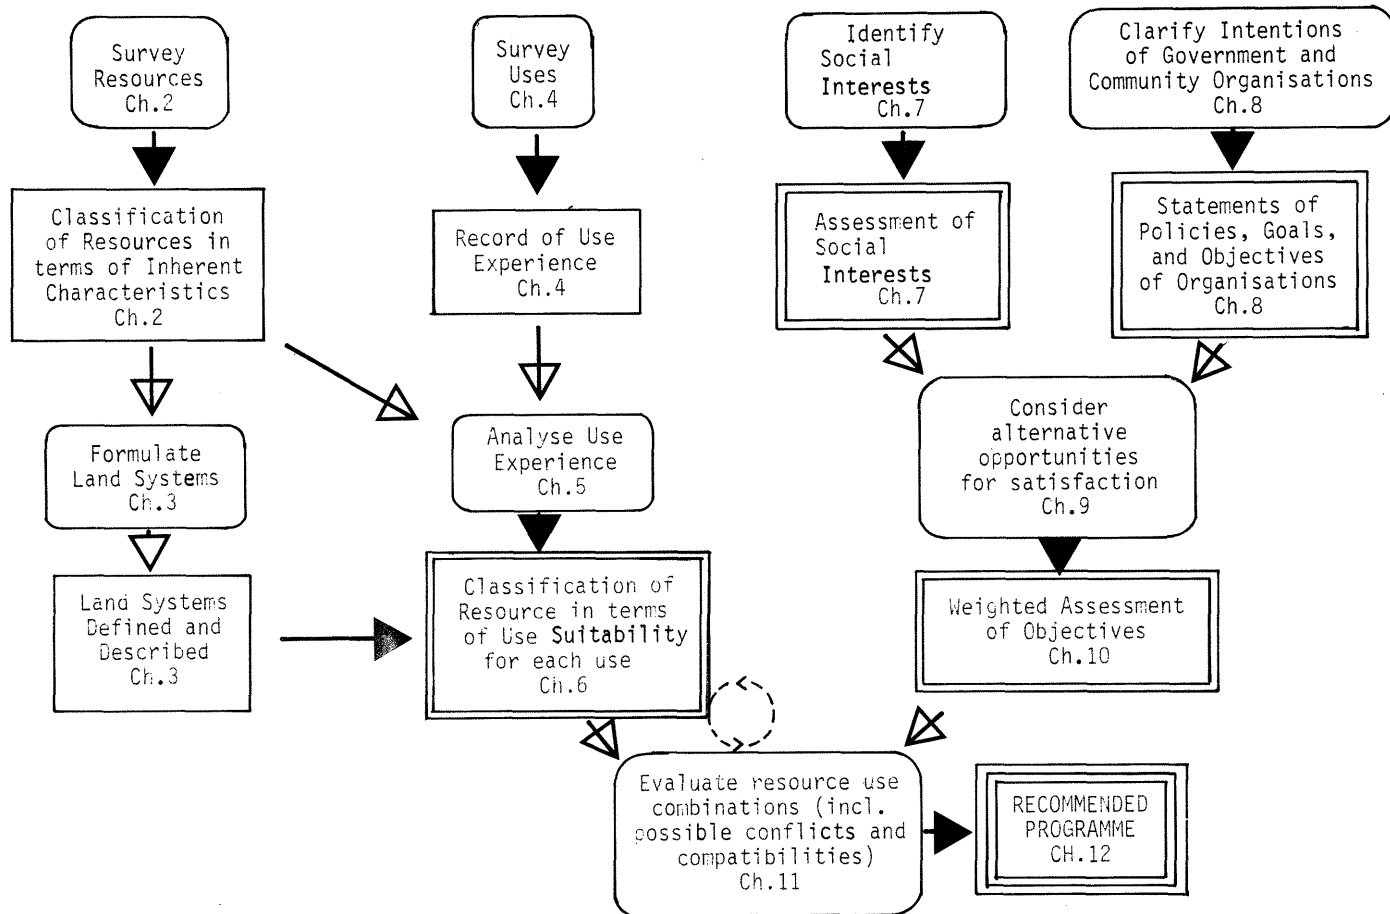 Survey
Resources
Ch.2
Survey
Uses
Ch.4
Identify
Social
Interests
Ch.7
Clarify Intentions
of Government and
Community Organisations
Ch.8
Classification
of Resources in
terms of Inherent
Characteristics
Ch.2
Record of Use
Experience
Ch.4
Assessment of
Social
Interests
Ch.7
Statements of
Policies, Goals,
and Objectives
of Organisations
Ch.8
Formulate
Land Systems
Ch.3
Analyse Use
Experience
Ch.5
Consider
alternative
opportunities
for satisfaction
Ch.9
Land Systems
Defined and
Described
Ch.3
Classification of
Resource in terms
of Use Suitability
for each use
Ch.6
Weighted Assessment
of Objectives
Ch.10
Evaluate resource use
combinations (incl.
possible conflicts and
compatibilities)
Ch.11
RECOMMENDED
PROGRAMME
CH.12